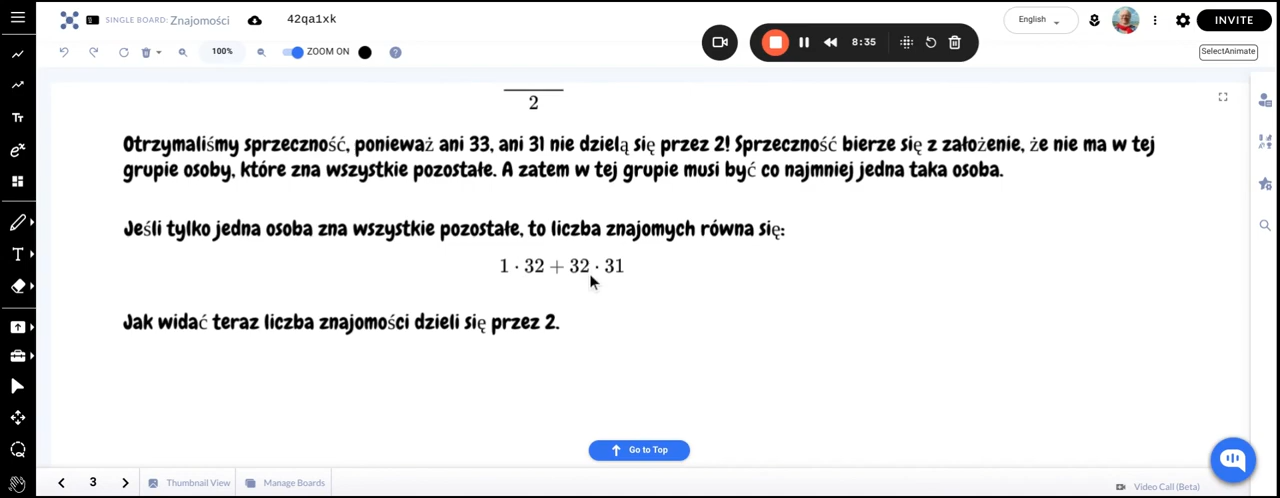 SINGLE BOARD: Znajomości
42qa1xk
English
INVITE
100%
ZOOM ON
8:35
SelectAnimate
2
Otrzymaliśmy sprzeczność, ponieważ ani 33, ani 31 nie dzielą się przez 2! Sprzeczność bierze się z założenie, że nie ma w tej
grupie osoby, które zna wszystkie pozostałe. A zatem w tej grupie musi być co najmniej jedna taka osoba.
Jeśli tylko jedna osoba zna wszystkie pozostałe, to liczba znajomych równa się:
1 · 32 + 32 · 31
Jak widać teraz liczba znajomości dzieli się przez 2.
Go to Top
3
Thumbnail View
Manage Boards
Video Call (Beta)